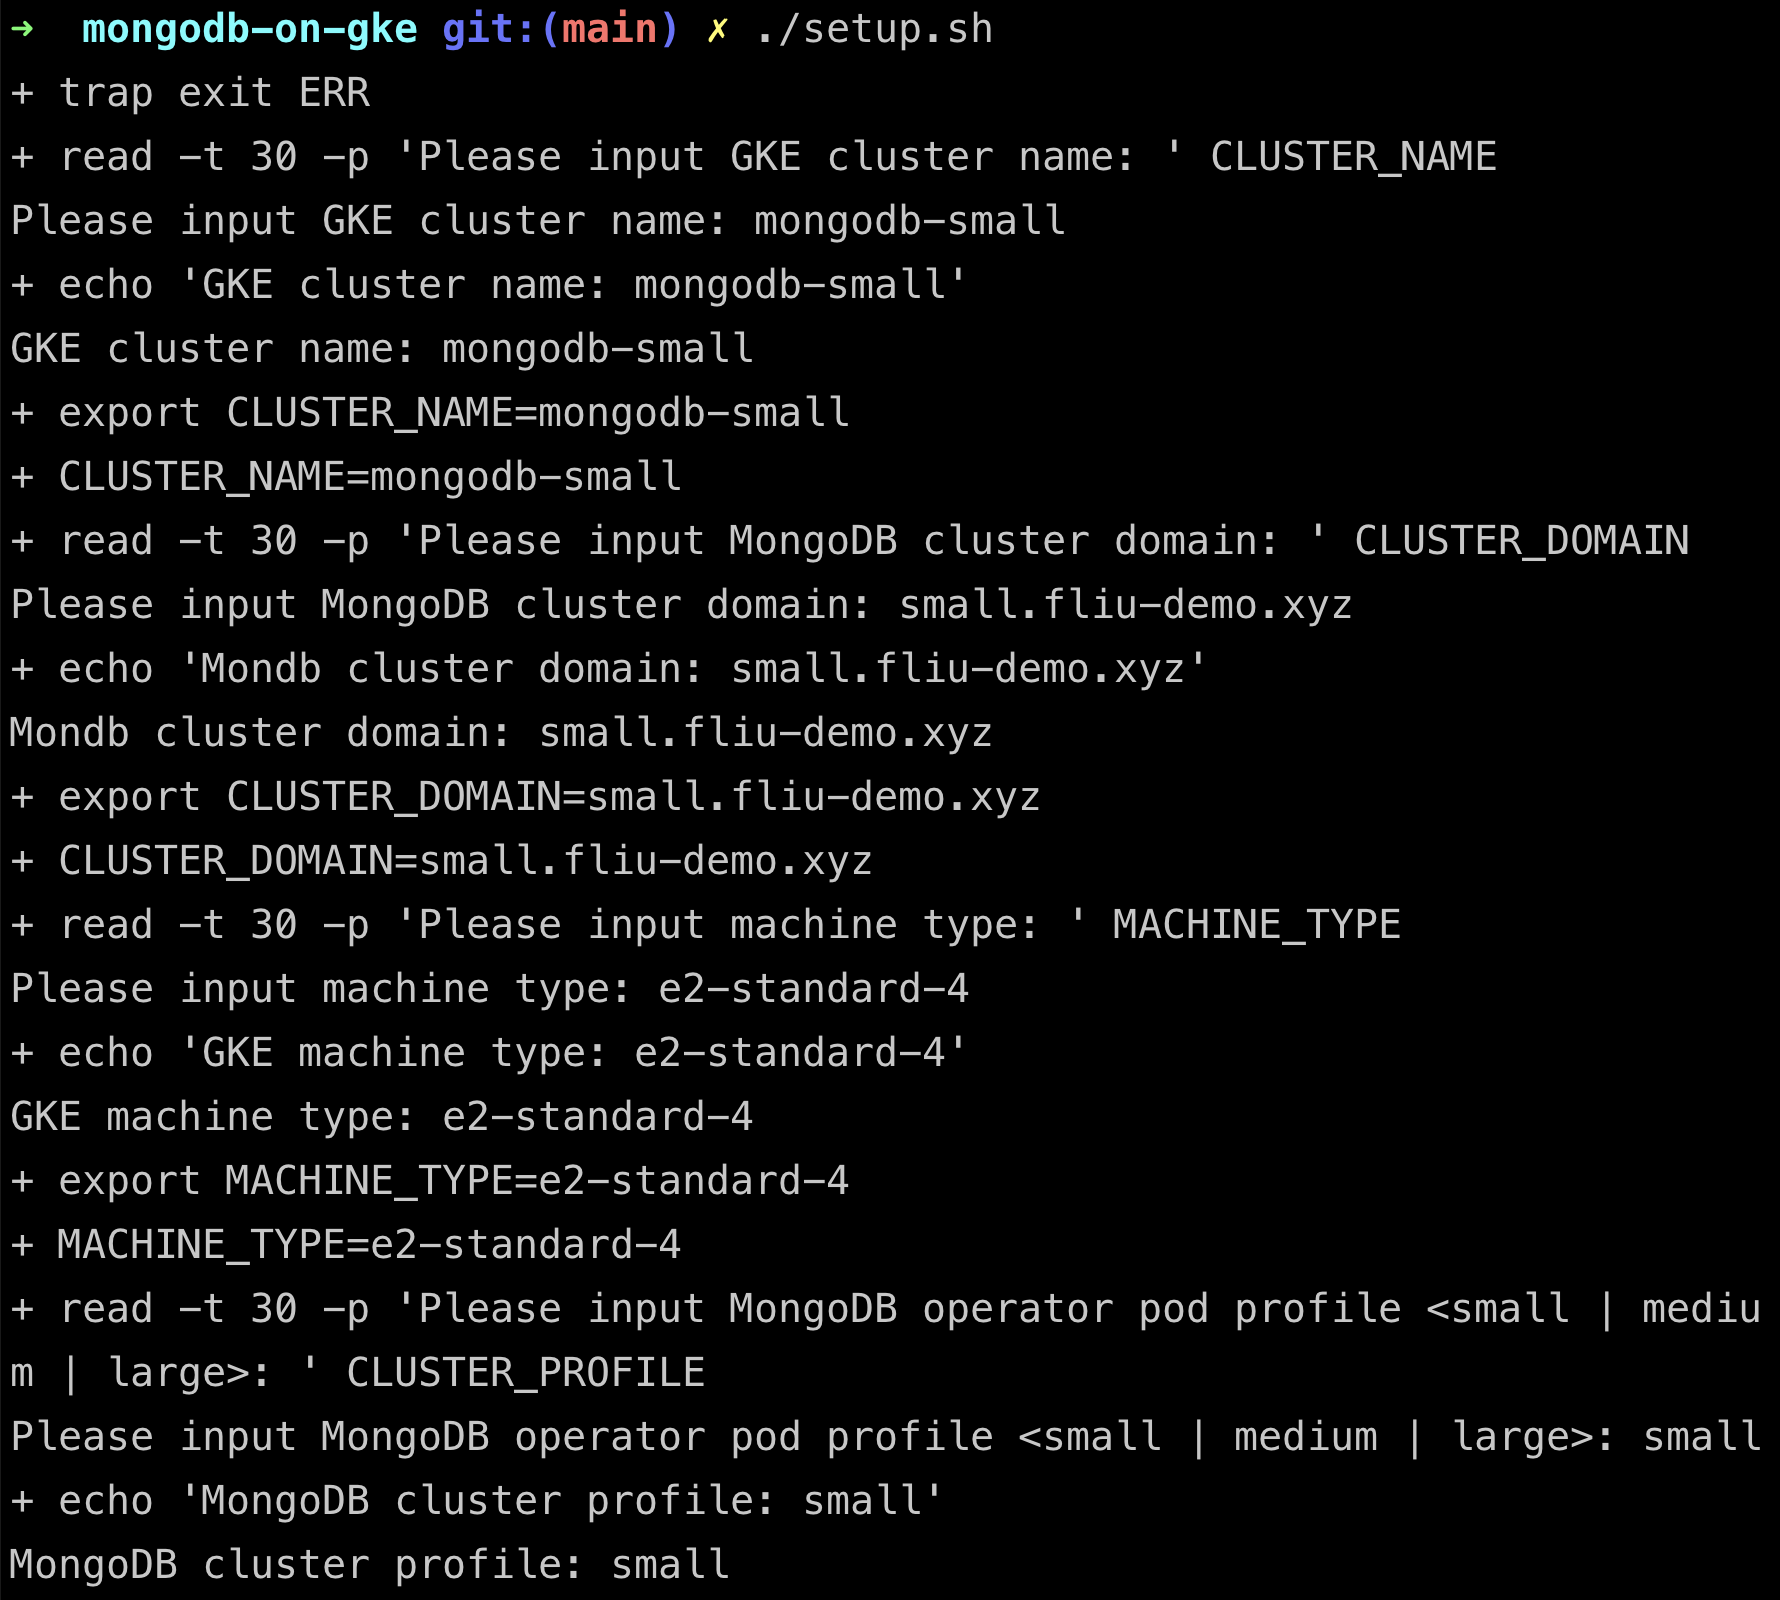 ➜  mongodb-on-gke git:(main) ✗ ./setup.sh
+ trap exit ERR
+ read -t 30 -p 'Please input GKE cluster name: ' CLUSTER_NAME
Please input GKE cluster name: mongodb-small
+ echo 'GKE cluster name: mongodb-small'
GKE cluster name: mongodb-small
+ export CLUSTER_NAME=mongodb-small
+ CLUSTER_NAME=mongodb-small
+ read -t 30 -p 'Please input MongoDB cluster domain: ' CLUSTER_DOMAIN
Please input MongoDB cluster domain: small.fliu-demo.xyz
+ echo 'Mondb cluster domain: small.fliu-demo.xyz'
Mondb cluster domain: small.fliu-demo.xyz
+ export CLUSTER_DOMAIN=small.fliu-demo.xyz
+ CLUSTER_DOMAIN=small.fliu-demo.xyz
+ read -t 30 -p 'Please input machine type: ' MACHINE_TYPE
Please input machine type: e2-standard-4
+ echo 'GKE machine type: e2-standard-4'
GKE machine type: e2-standard-4
+ export MACHINE_TYPE=e2-standard-4
+ MACHINE_TYPE=e2-standard-4
+ read -t 30 -p 'Please input MongoDB operator pod profile <small | mediu
m | large>: ' CLUSTER_PROFILE
Please input MongoDB operator pod profile <small | medium | large>: small
+ echo 'MongoDB cluster profile: small'
MongoDB cluster profile: small